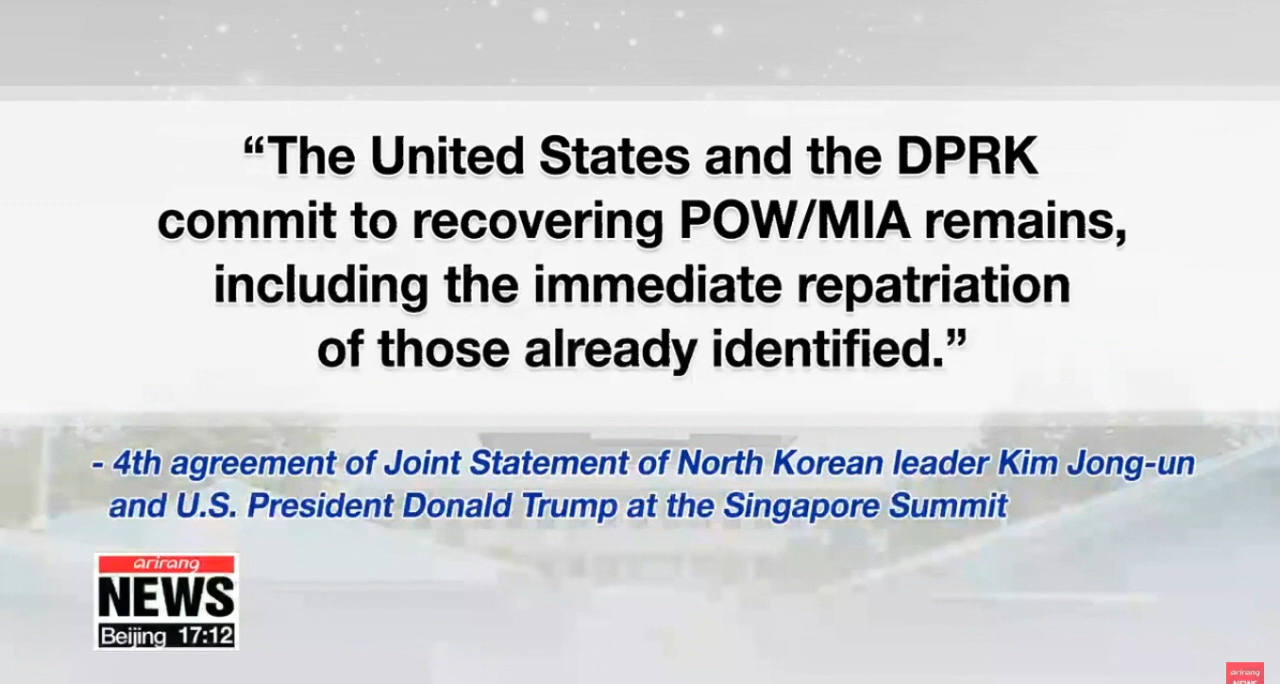 “The United States and the DPRK
commit to recovering POW/MIA remains,
including the immediate repatriation
of those already identified.”
- 4th agreement of Joint Statement of North Korean leader Kim Jong-un
and U.S. President Donald Trump at the Singapore Summit
arirang
NEWS
Beijing 17:12
arirang
NEWS